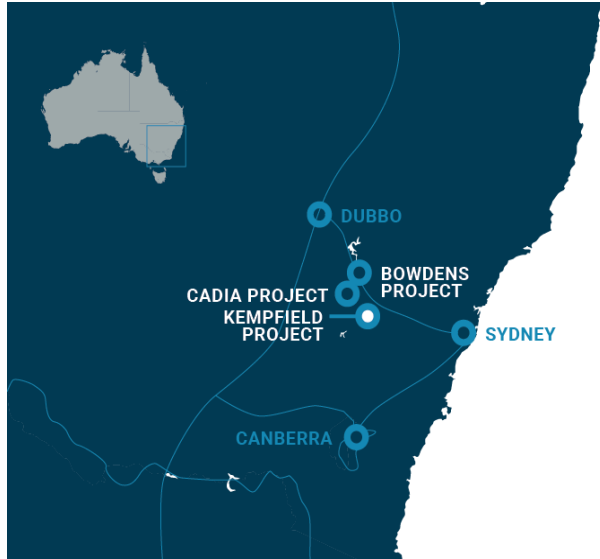 DUBBO
BOWDENS
PROJECT
CADIA PROJECT
KEMPFIELD
PROJECT
SYDNEY
CANBERRA